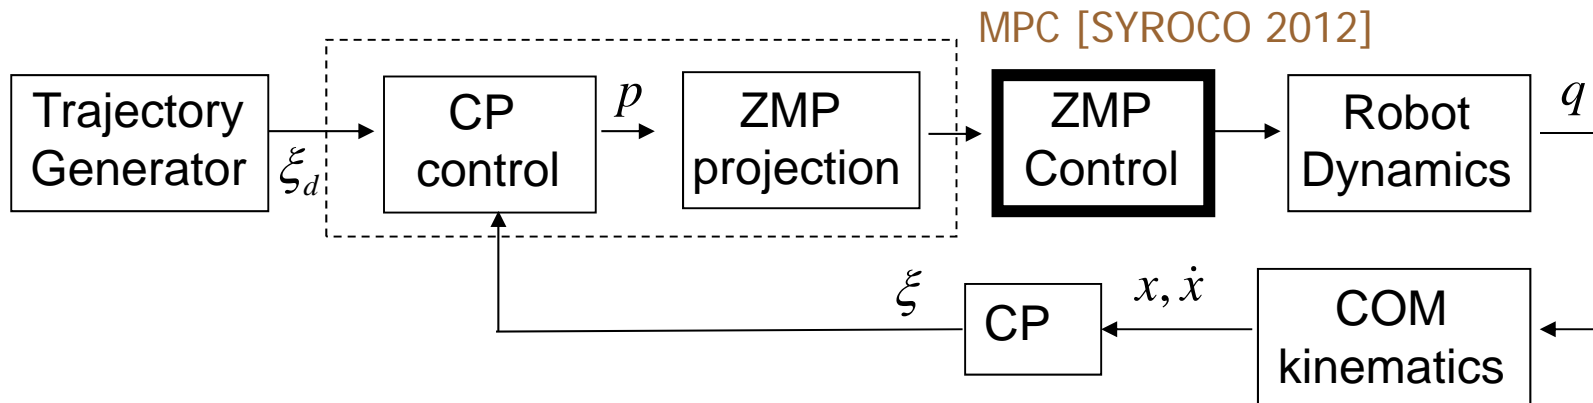 MPC [SYROCO 2012]
Trajectory
Generator
ξd
CP
control
p
ZMP
projection
ZMP
Control
Robot
Dynamics
q
ξ
CP
x, ẋ
COM
kinematics